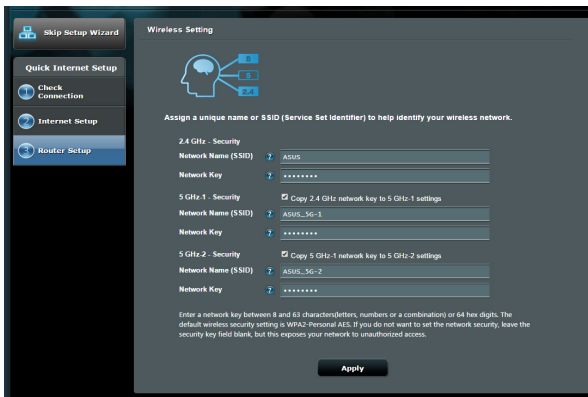 Skip Setup Wizard
Quick Internet Setup
1 Check
Connection
2 Internet Setup
3 Router Setup
Wireless Setting
5
2.4
Assign a unique name or SSID (Service Set Identifier) to help identify your wireless network.
2.4 GHz - Security
Network Name (SSID) ? ASUS
Network Key ? ••••••••
5 GHz-1 - Security Copy 2.4 GHz network key to 5 GHz-1 settings
Network Name (SSID) ? ASUS_5G-1
Network Key ? ••••••••
5 GHz-2 - Security Copy 5 GHz-1 network key to 5 GHz-2 settings
Network Name (SSID) ? ASUS_5G-2
Network Key ? ••••••••
Enter a network key between 8 and 63 characters(letters, numbers or a combination) or 64 hex digits. The
default wireless security setting is WPA2-Personal AES. If you do not want to set the network security, leave the
security key field blank, but this exposes your network to unauthorized access.
Apply